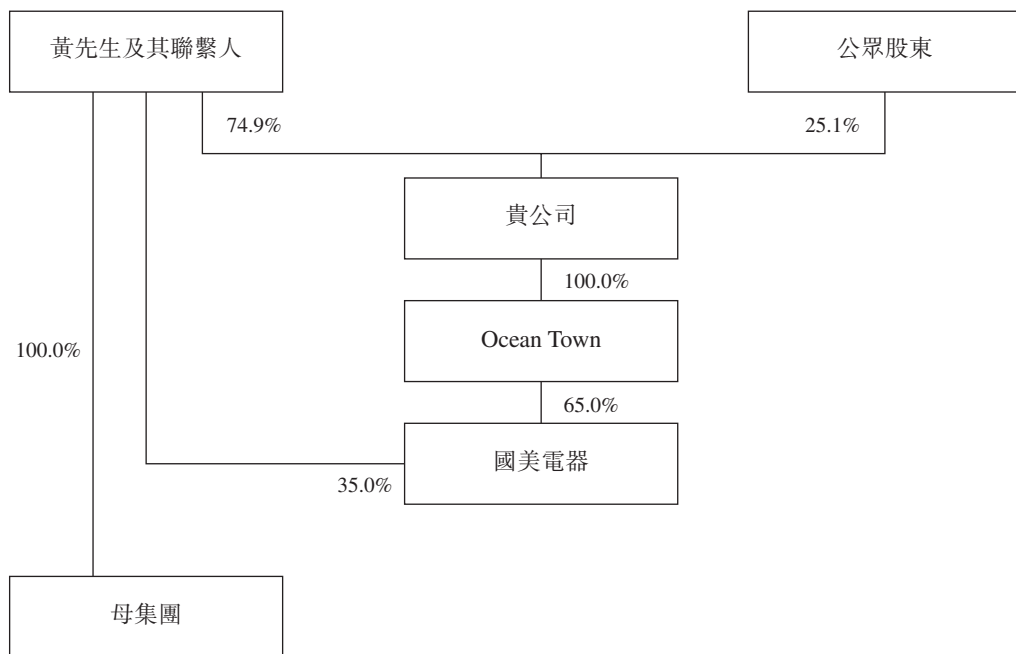 黃先生及其聯繫人
公眾股東
74.9%
25.1%
貴公司
100.0%
Ocean Town
100.0%
65.0%
國美電器
35.0%
母集團